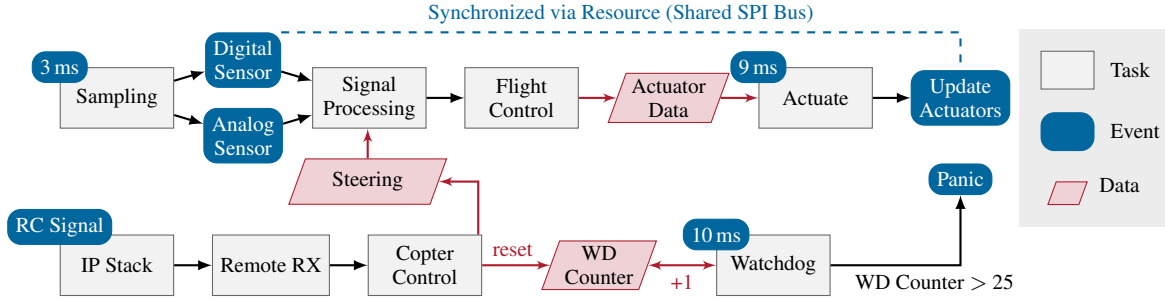 Synchronized via Resource (Shared SPI Bus)
3 ms
Sampling
Digital
Sensor
Analog
Sensor
Signal
Processing
Flight
Control
Actuator
Data
9 ms
Actuate
Update
Actuators
Task
Event
Data
Steering
Panic
RC Signal
IP Stack
Remote RX
Copter
Control
reset
WD
Counter
+1
10 ms
Watchdog
WD Counter > 25